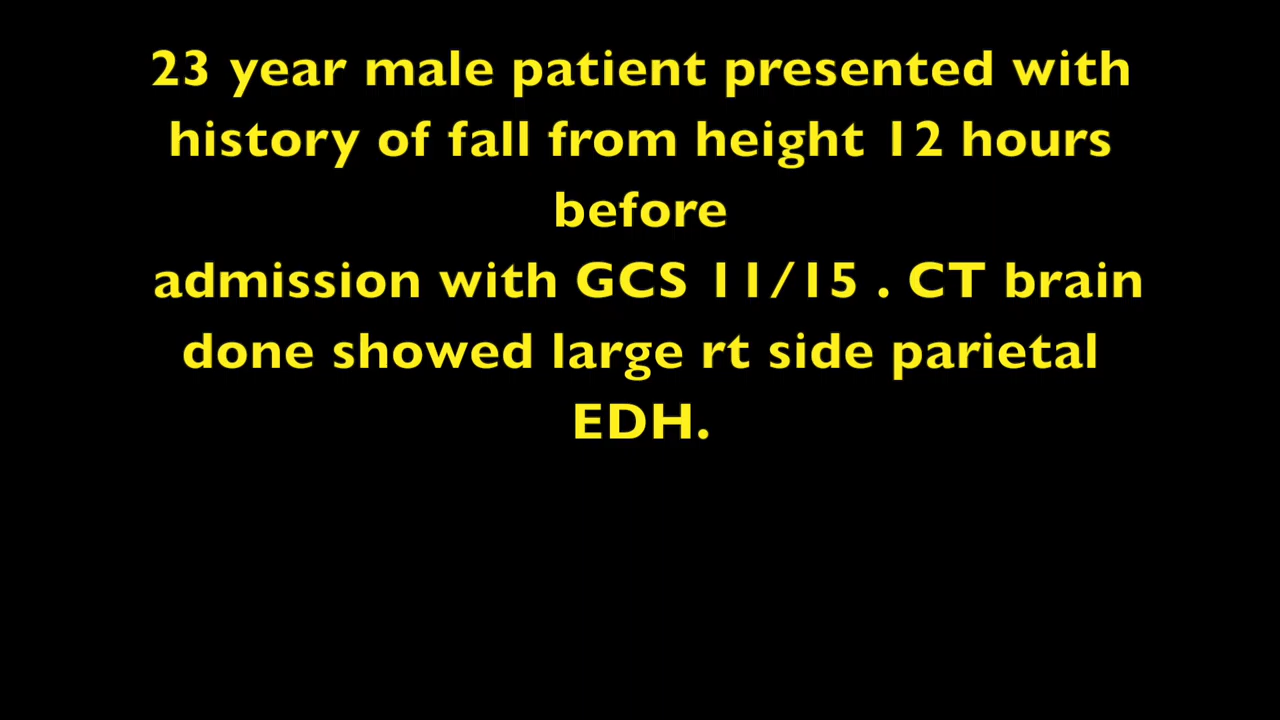 23 year male patient presented with
history of fall from height 12 hours
before
admission with GCS 11/15 . CT brain
done showed large rt side parietal
EDH.